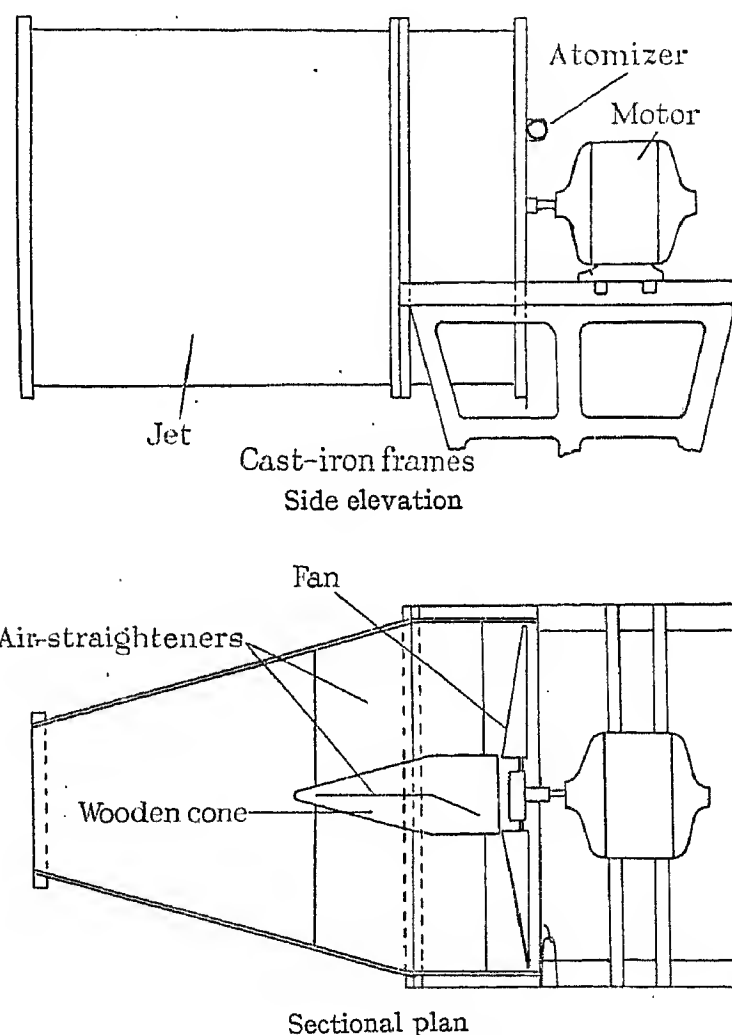 Atomizer
Motor
Jet
Cast-iron frames
Side elevation
Fan
Air-straighteners
Wooden cone
Sectional plan